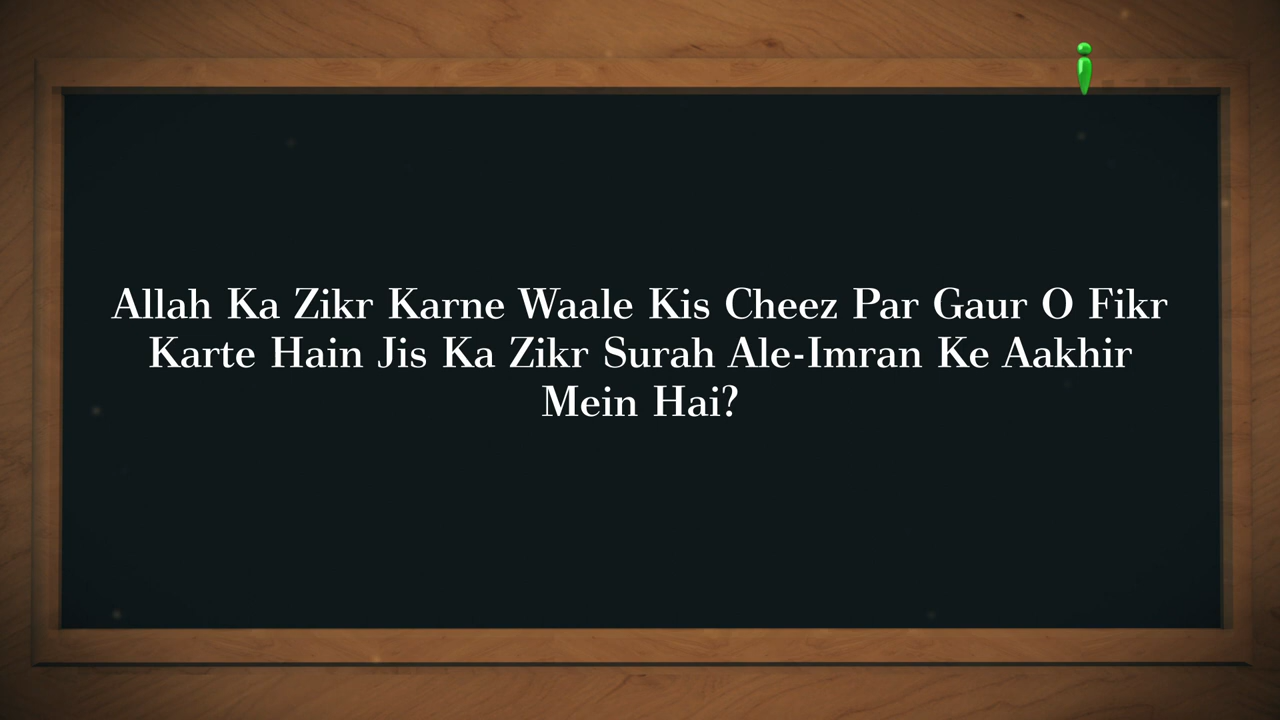 Allah Ka Zikr Karne Waale Kis Cheez Par Gaur O Fikr
Karte Hain Jis Ka Zikr Surah Ale-Imran Ke Aakhir
Mein Hai?